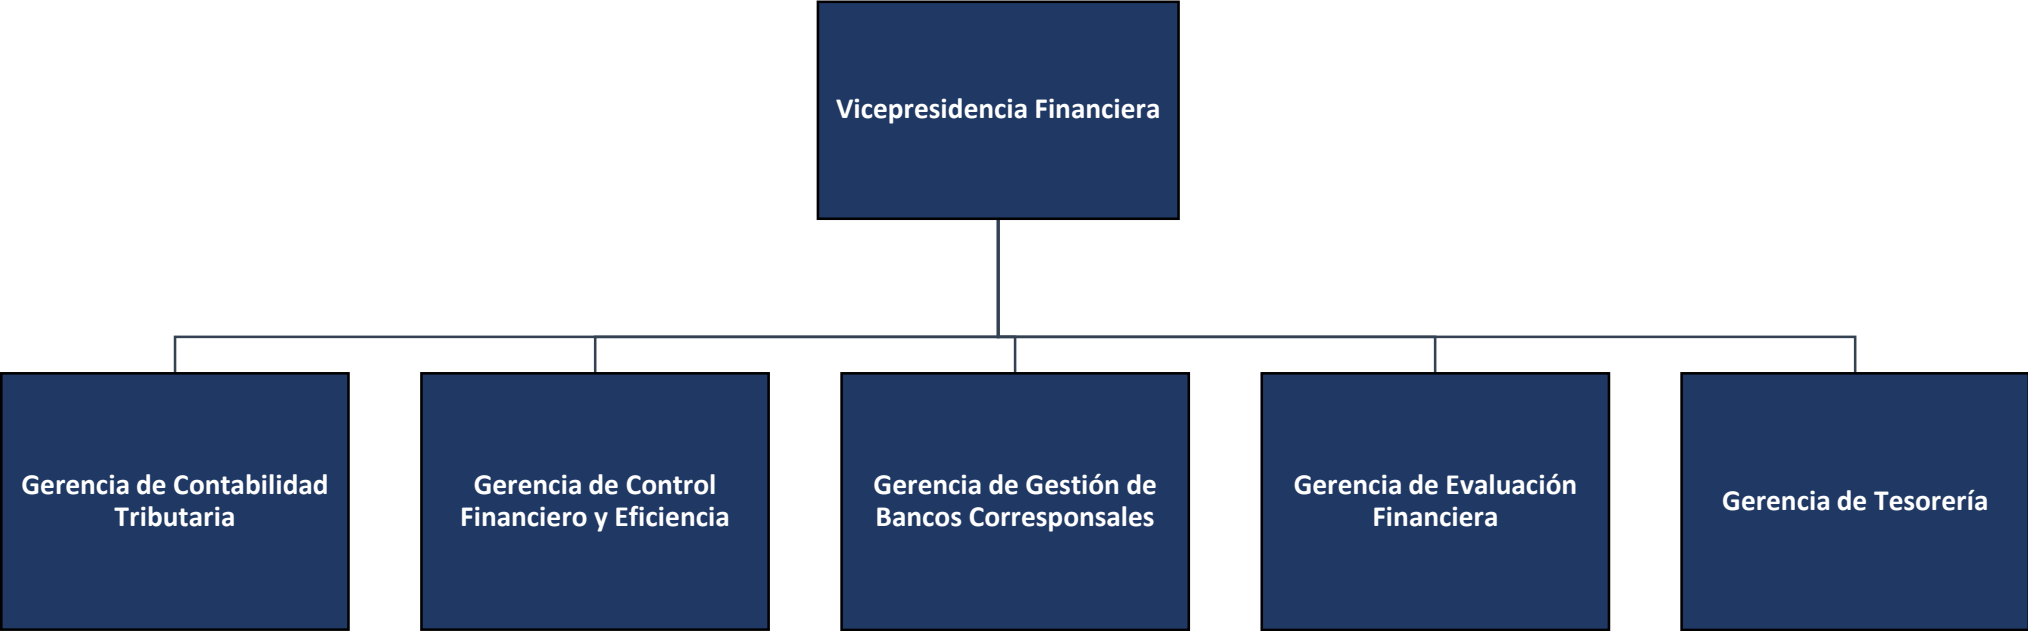 Vicepresidencia Financiera
Gerencia de Contabilidad
Tributaria
Gerencia de Control
Financiero y Eficiencia
Gerencia de Gestión de
Bancos Corresponsales
Gerencia de Evaluación
Financiera
Gerencia de Tesorería